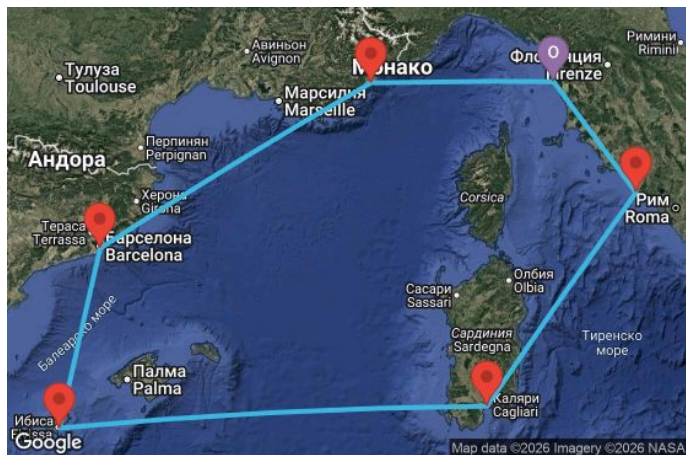 Римини
Rimini
Авиньон
Avignon
Флоренция
Firenze
O
Тулуза
Toulouse
Монако
Марсилия
Marseille
Перпинян
Perpignan
Андора
Херона
Girona
Corsica
Рим
Roma
Тераса
Terrassa
Барселона
Barcelona
Олбия
Olbia
Сасари
Sassari
Балеарско море
Сардиния
Sardegna
Тиренско
море
Палма
Palma
Каляри
Cagliari
Ибиса
Google
Map data ©2026 Imagery ©2026 NASA